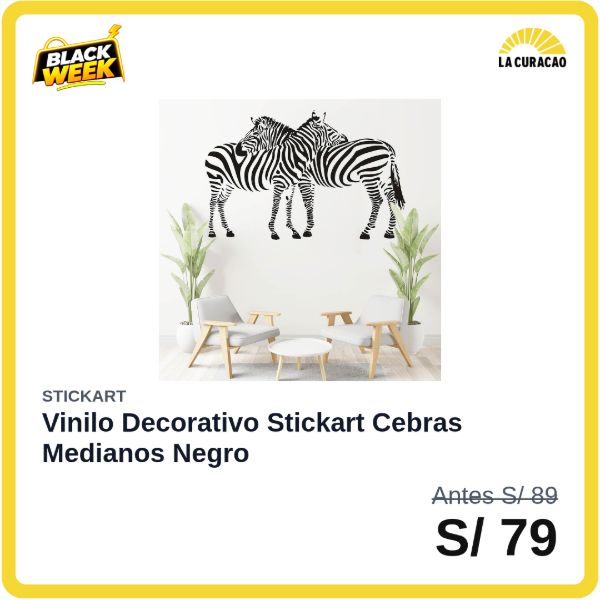 BLACK
WEEK
LA CURACAO
STICKART
Vinilo Decorativo Stickart Cebras
Medianos Negro
Antes S/ 89
S/ 79